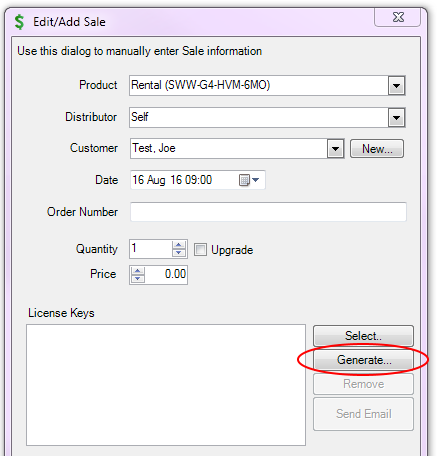 Edit/Add Sale
Use this dialog to manually enter Sale information
Product Rental (SWW-G4-HVM-6MO)
Distributor Self
Customer Test, Joe New...
Date 16 Aug 16 09:00
Order Number
Quantity 1 Upgrade
Price 0.00
License Keys
Select..
Generate...
Remove
Send Email